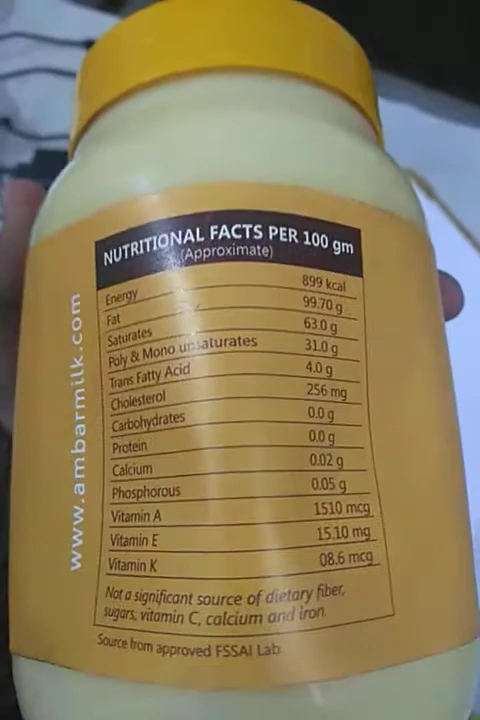 NUTRITIONAL FACTS PER 100 gm
(Approximate)
Energy 899 kcal
Fat 99.70 g
Saturates 63.0 g
Poly & Mono unsaturates 31.0 g
Trans Fatty Acid 4.0 g
Cholesterol 256 mg
Carbohydrates 0.0 g
Protein 0.0 g
Calcium 0.02 g
Phosphorous 0.05 g
Vitamin A 1510 mcg
Vitamin E 15.10 mg
Vitamin K 08.6 mcg
Not a significant source of dietary fiber,
sugars, vitamin C, calcium and iron
Source from approved FSSAI Lab
www.ambarmilk.com